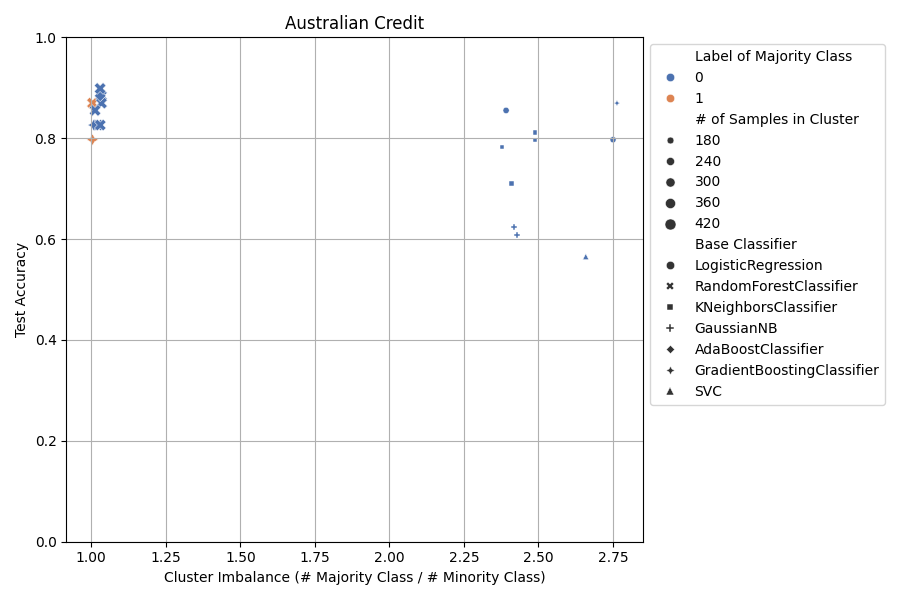 Australian Credit
1.0
0.8
0.6
0.4
0.2
0.0
Test Accuracy
1.00 1.25 1.50 1.75 2.00 2.25 2.50 2.75
Cluster Imbalance (# Majority Class / # Minority Class)
Label of Majority Class
0
1
# of Samples in Cluster
180
240
300
360
420
Base Classifier
LogisticRegression
RandomForestClassifier
KNeighborsClassifier
GaussianNB
AdaBoostClassifier
GradientBoostingClassifier
SVC